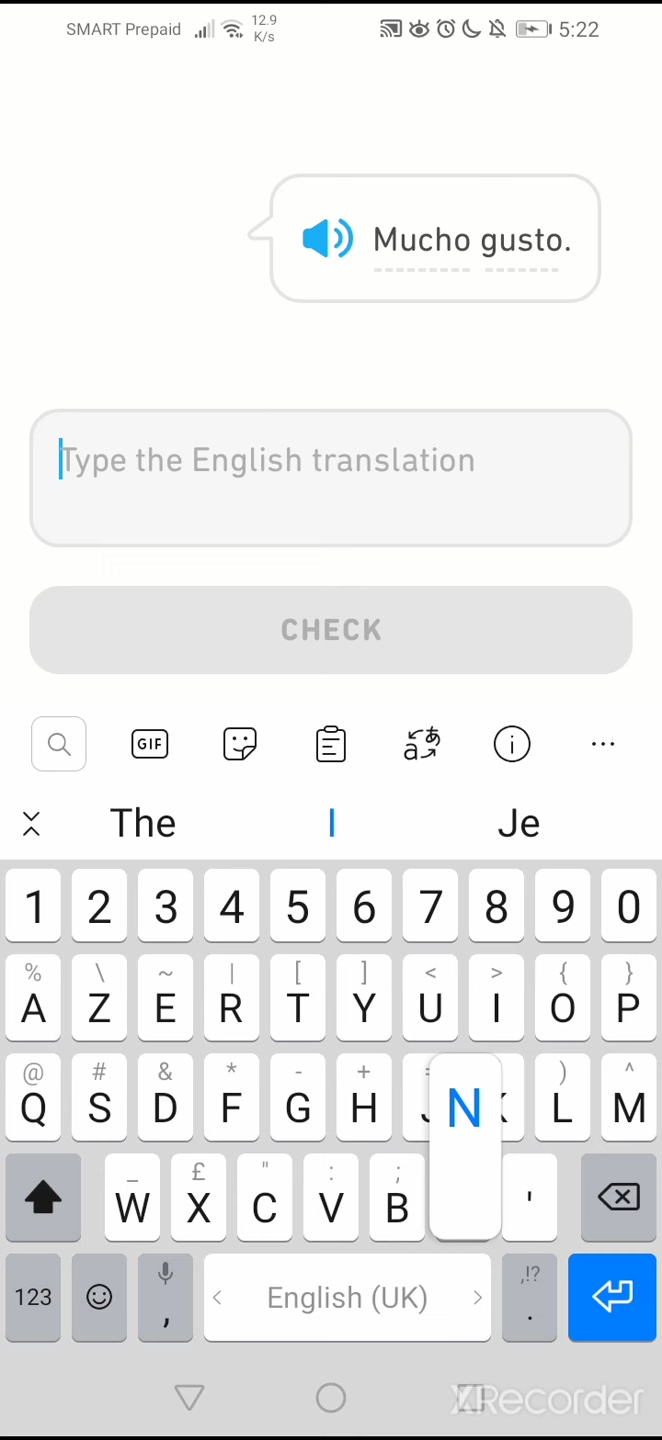 SMART Prepaid 12.9 K/s 5:22
Mucho gusto.
Type the English translation
CHECK
GIF
The I Je
1 2 3 4 5 6 7 8 9 0
% \ ~ | [ ] < > { }
A Z E R T Y U I O P
@ # & * - + ) ^
Q S D F G H J K L M
N
_ £ " : ;
W X C V B '
,!?
123 , < English (UK) > .
XRecorder